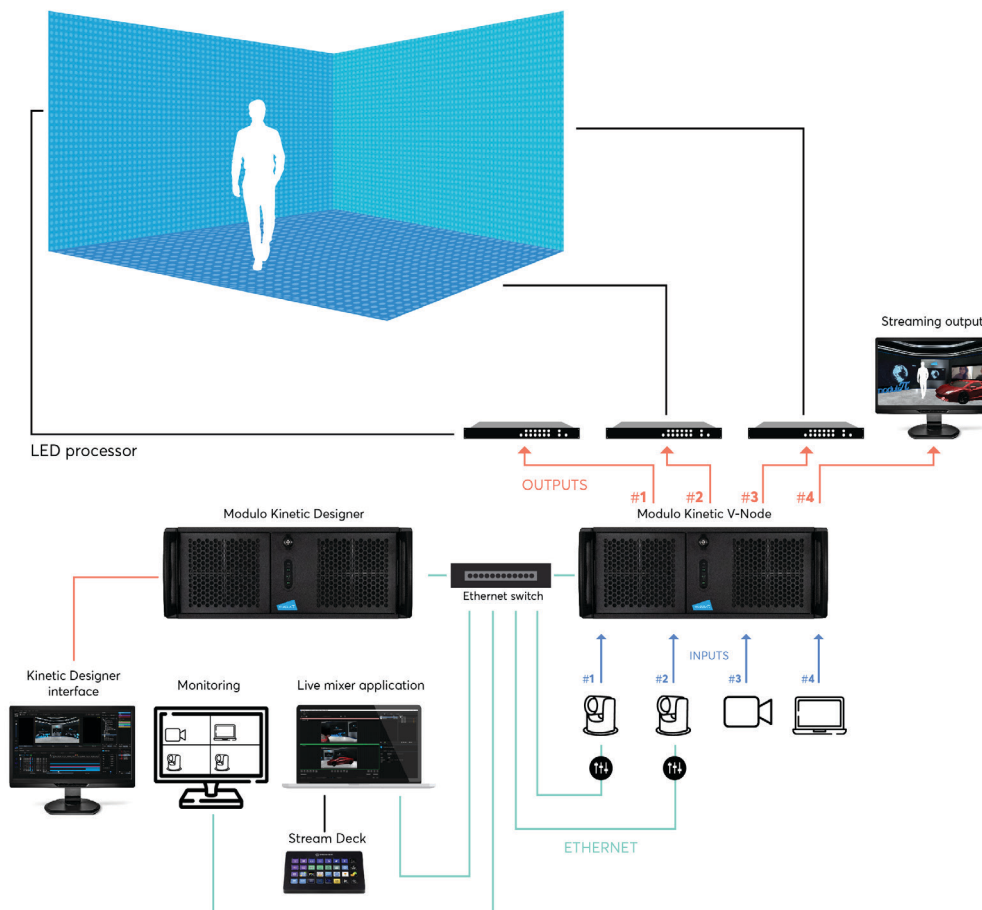 Streaming output
LED processor
OUTPUTS
#1
#2
#3
#4
Modulo Kinetic Designer
Modulo Kinetic V-Node
Ethernet switch
INPUTS
#1
#2
#3
#4
Kinetic Designer
interface
Monitoring
Live mixer application
Stream Deck
ETHERNET